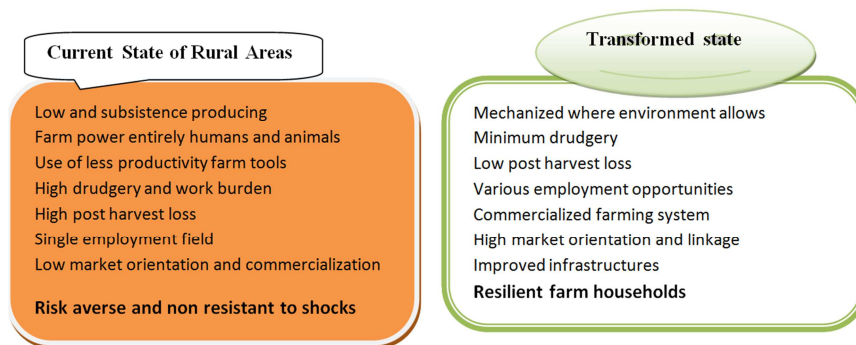 Current State of Rural Areas
Low and subsistence producing
Farm power entirely humans and animals
Use of less productivity farm tools
High drudgery and work burden
High post harvest loss
Single employment field
Low market orientation and commercialization
Risk averse and non resistant to shocks
Transformed state
Mechanized where environment allows
Minimum drudgery
Low post harvest loss
Various employment opportunities
Commercialized farming system
High market orientation and linkage
Improved infrastructures
Resilient farm households